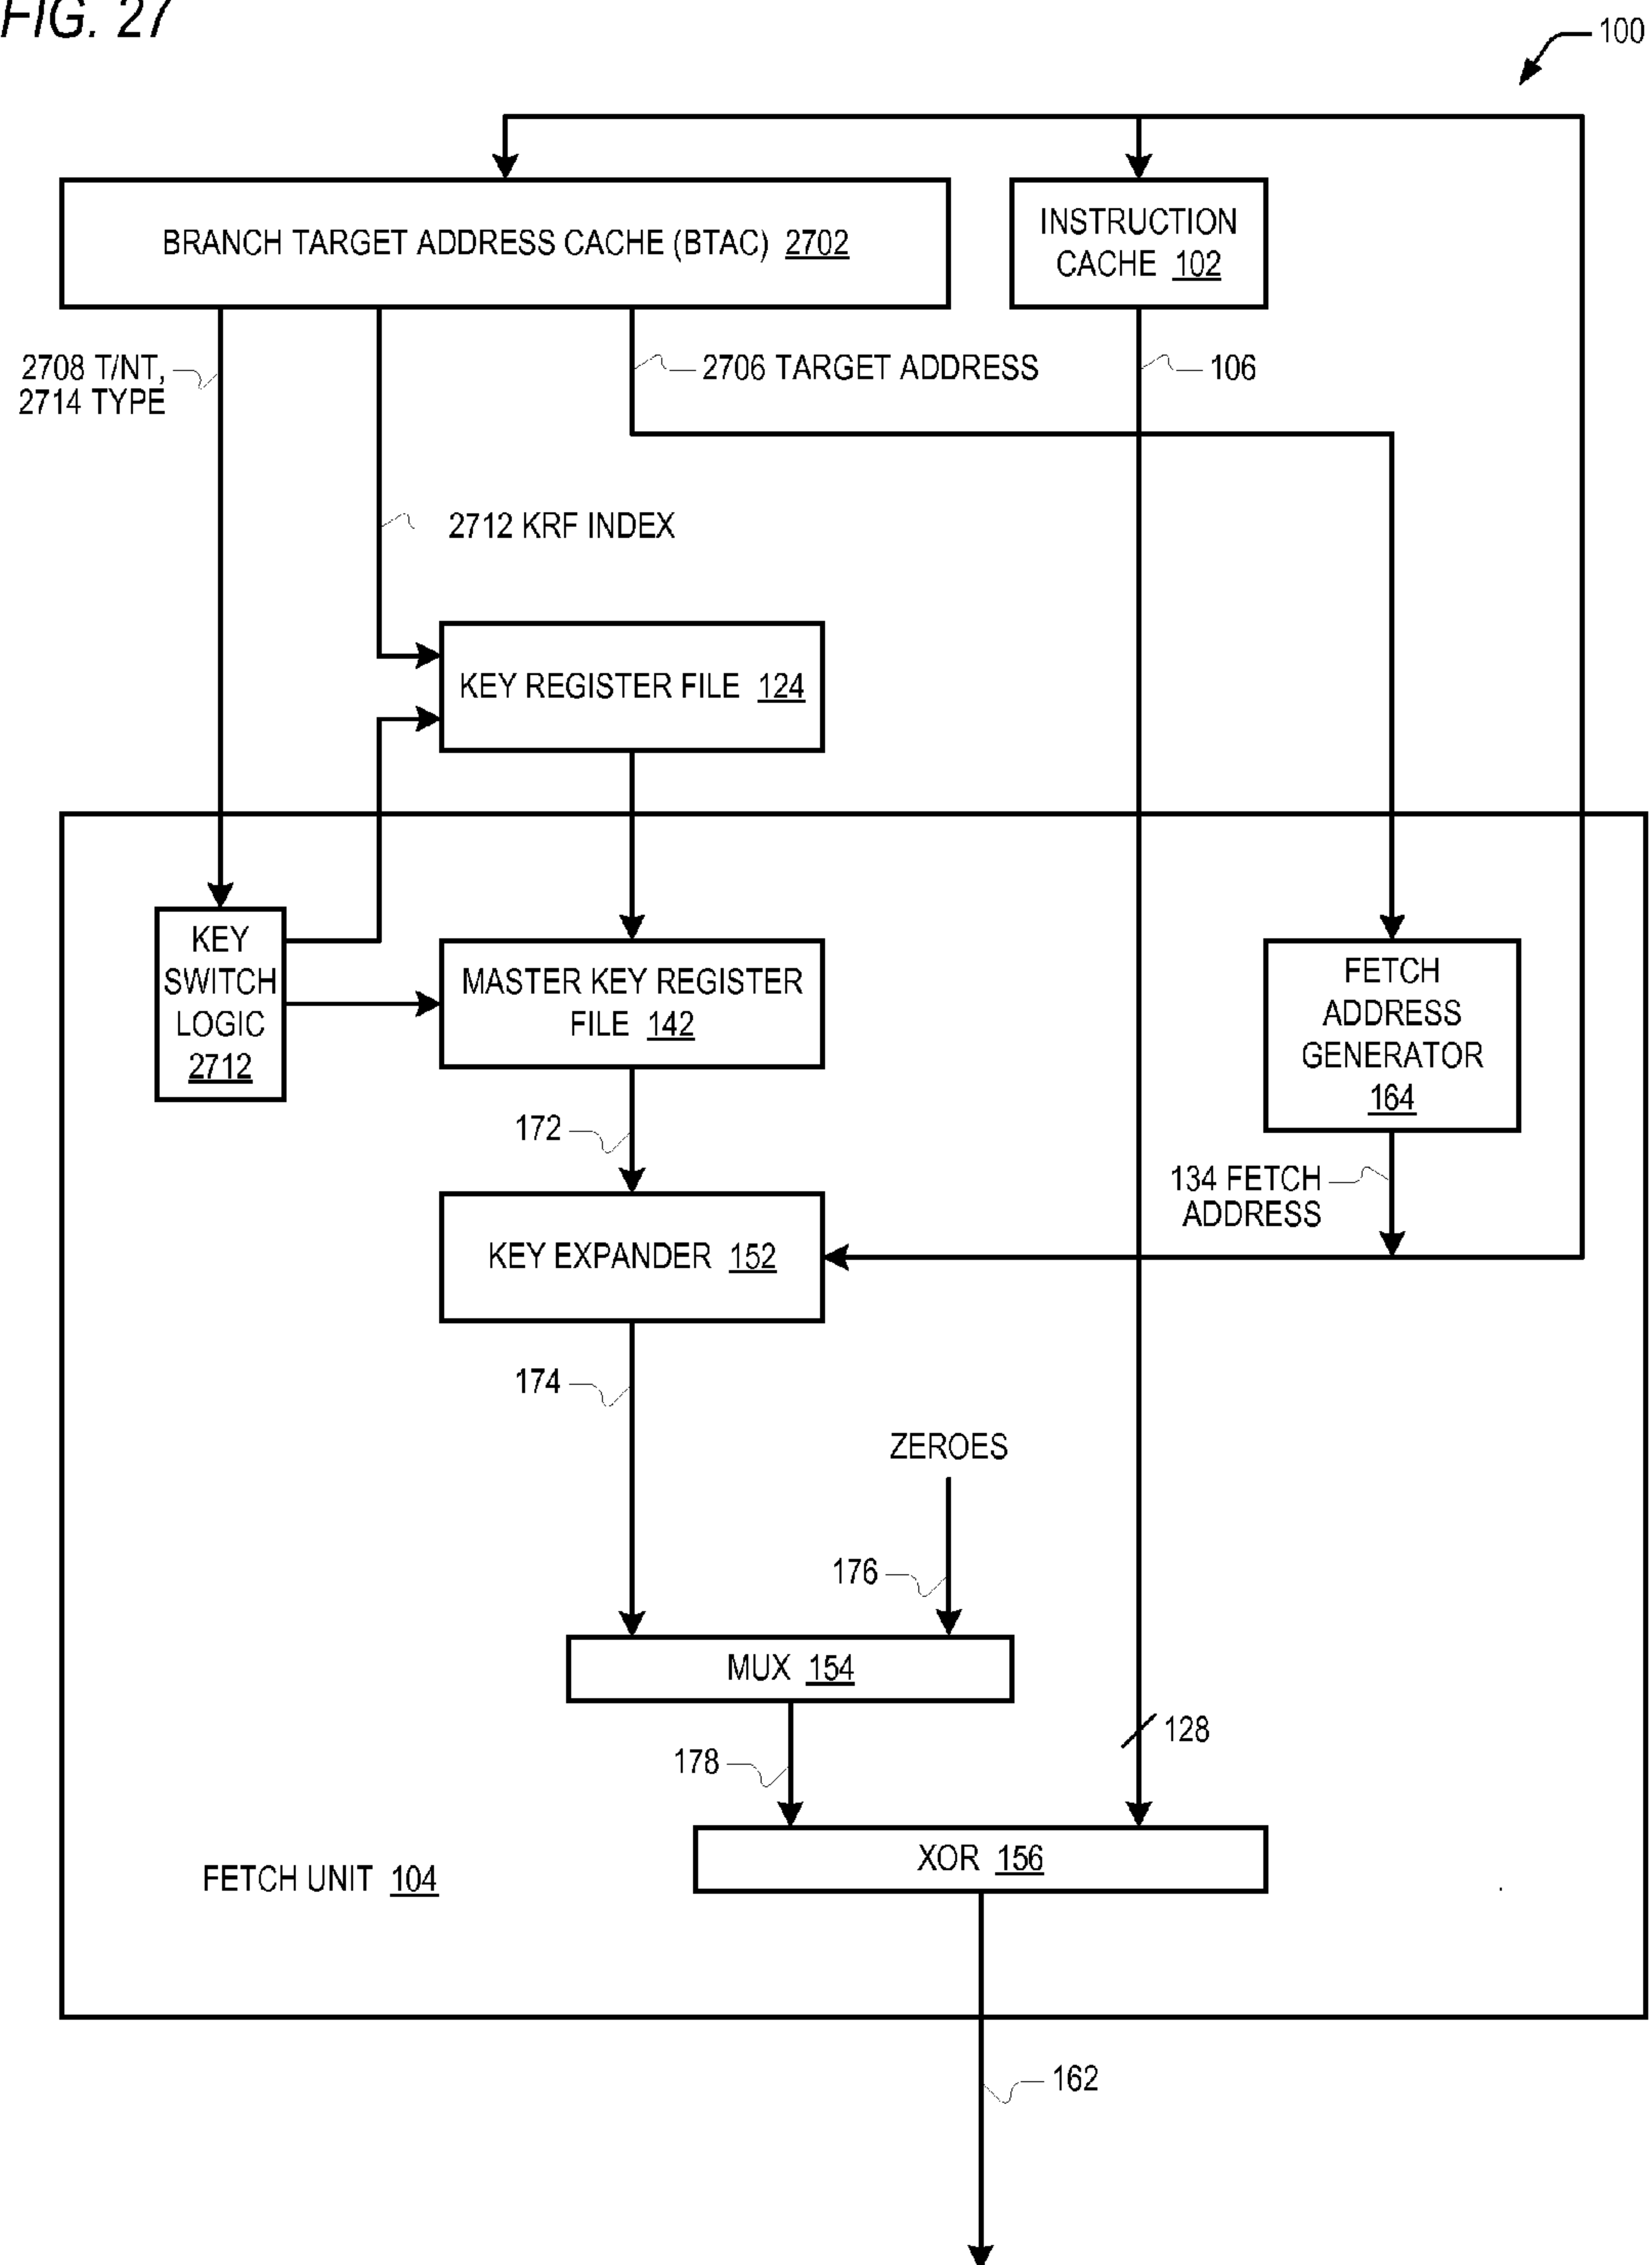 FIG. 27
100
BRANCH TARGET ADDRESS CACHE (BTAC) 2702
INSTRUCTION
CACHE 102
2708 T/NT,
2714 TYPE
2706 TARGET ADDRESS
106
2712 KRF INDEX
KEY REGISTER FILE 124
KEY
SWITCH
LOGIC
2712
MASTER KEY REGISTER
FILE 142
FETCH
ADDRESS
GENERATOR
164
172
134 FETCH
ADDRESS
KEY EXPANDER 152
174
ZEROES
176
MUX 154
128
178
XOR 156
FETCH UNIT 104
162